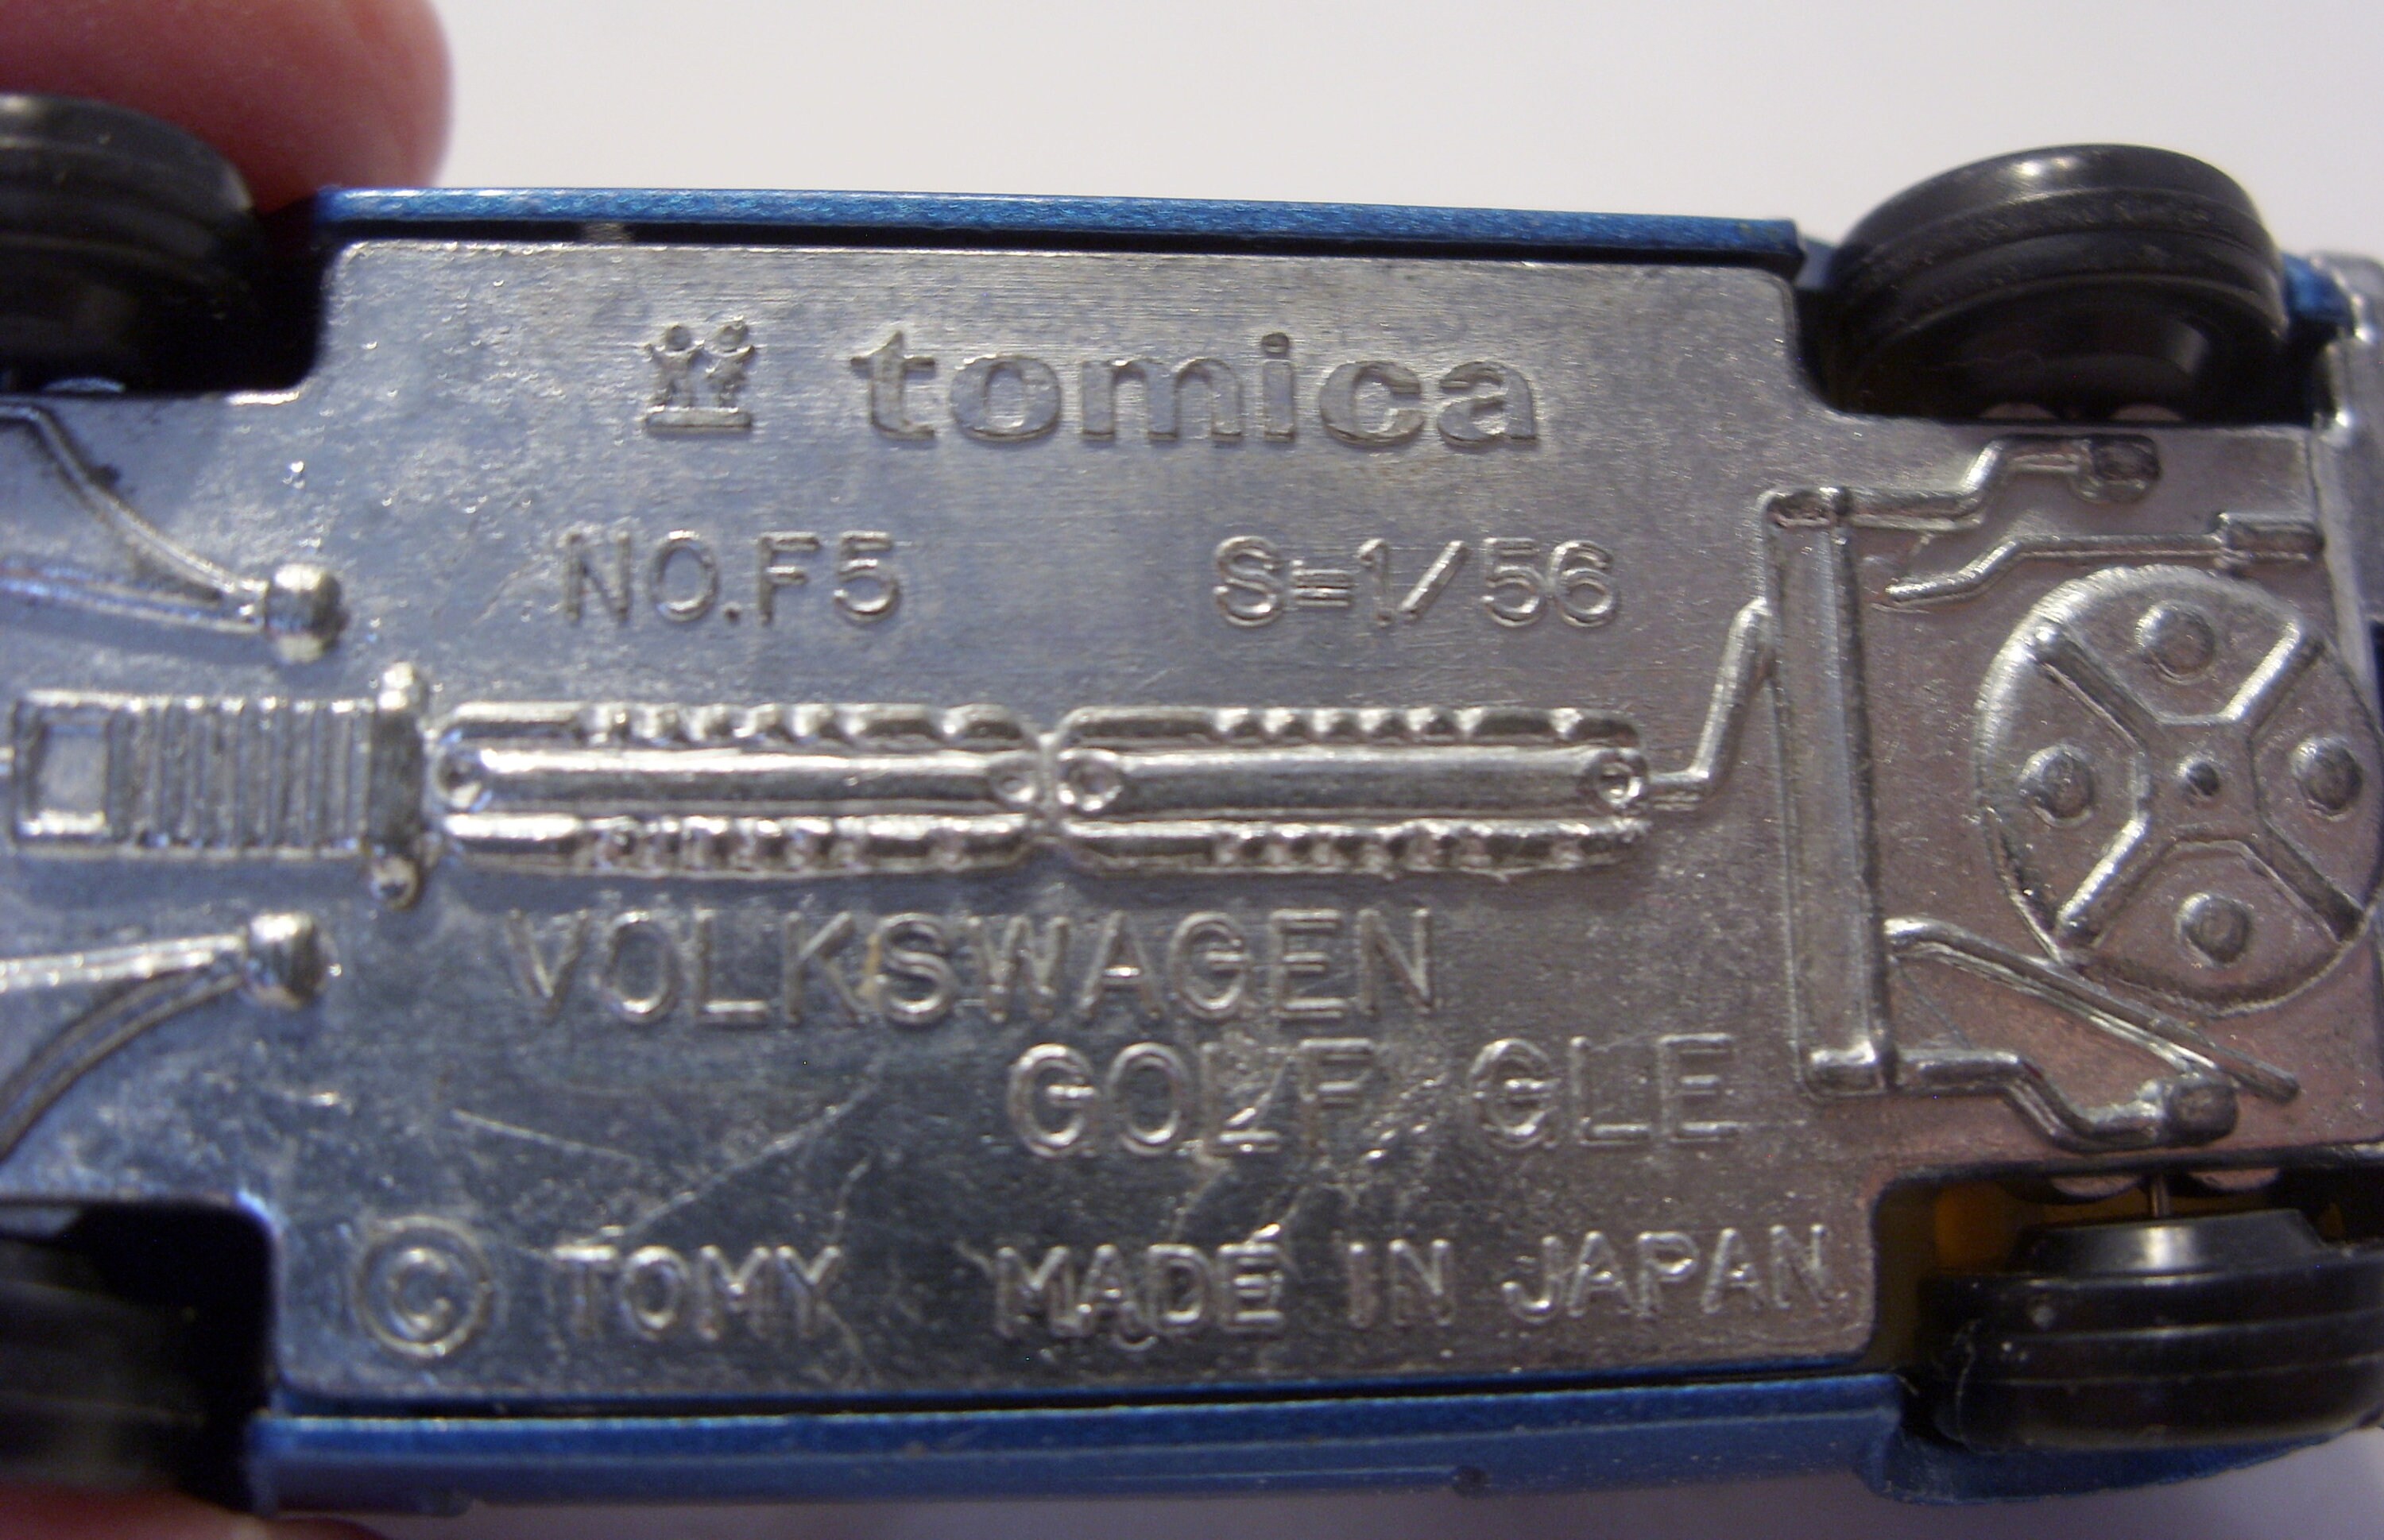 tomica
NO.F5 S=1/56
VOLKSWAGEN
GOLF GLE
© TOMY MADE IN JAPAN